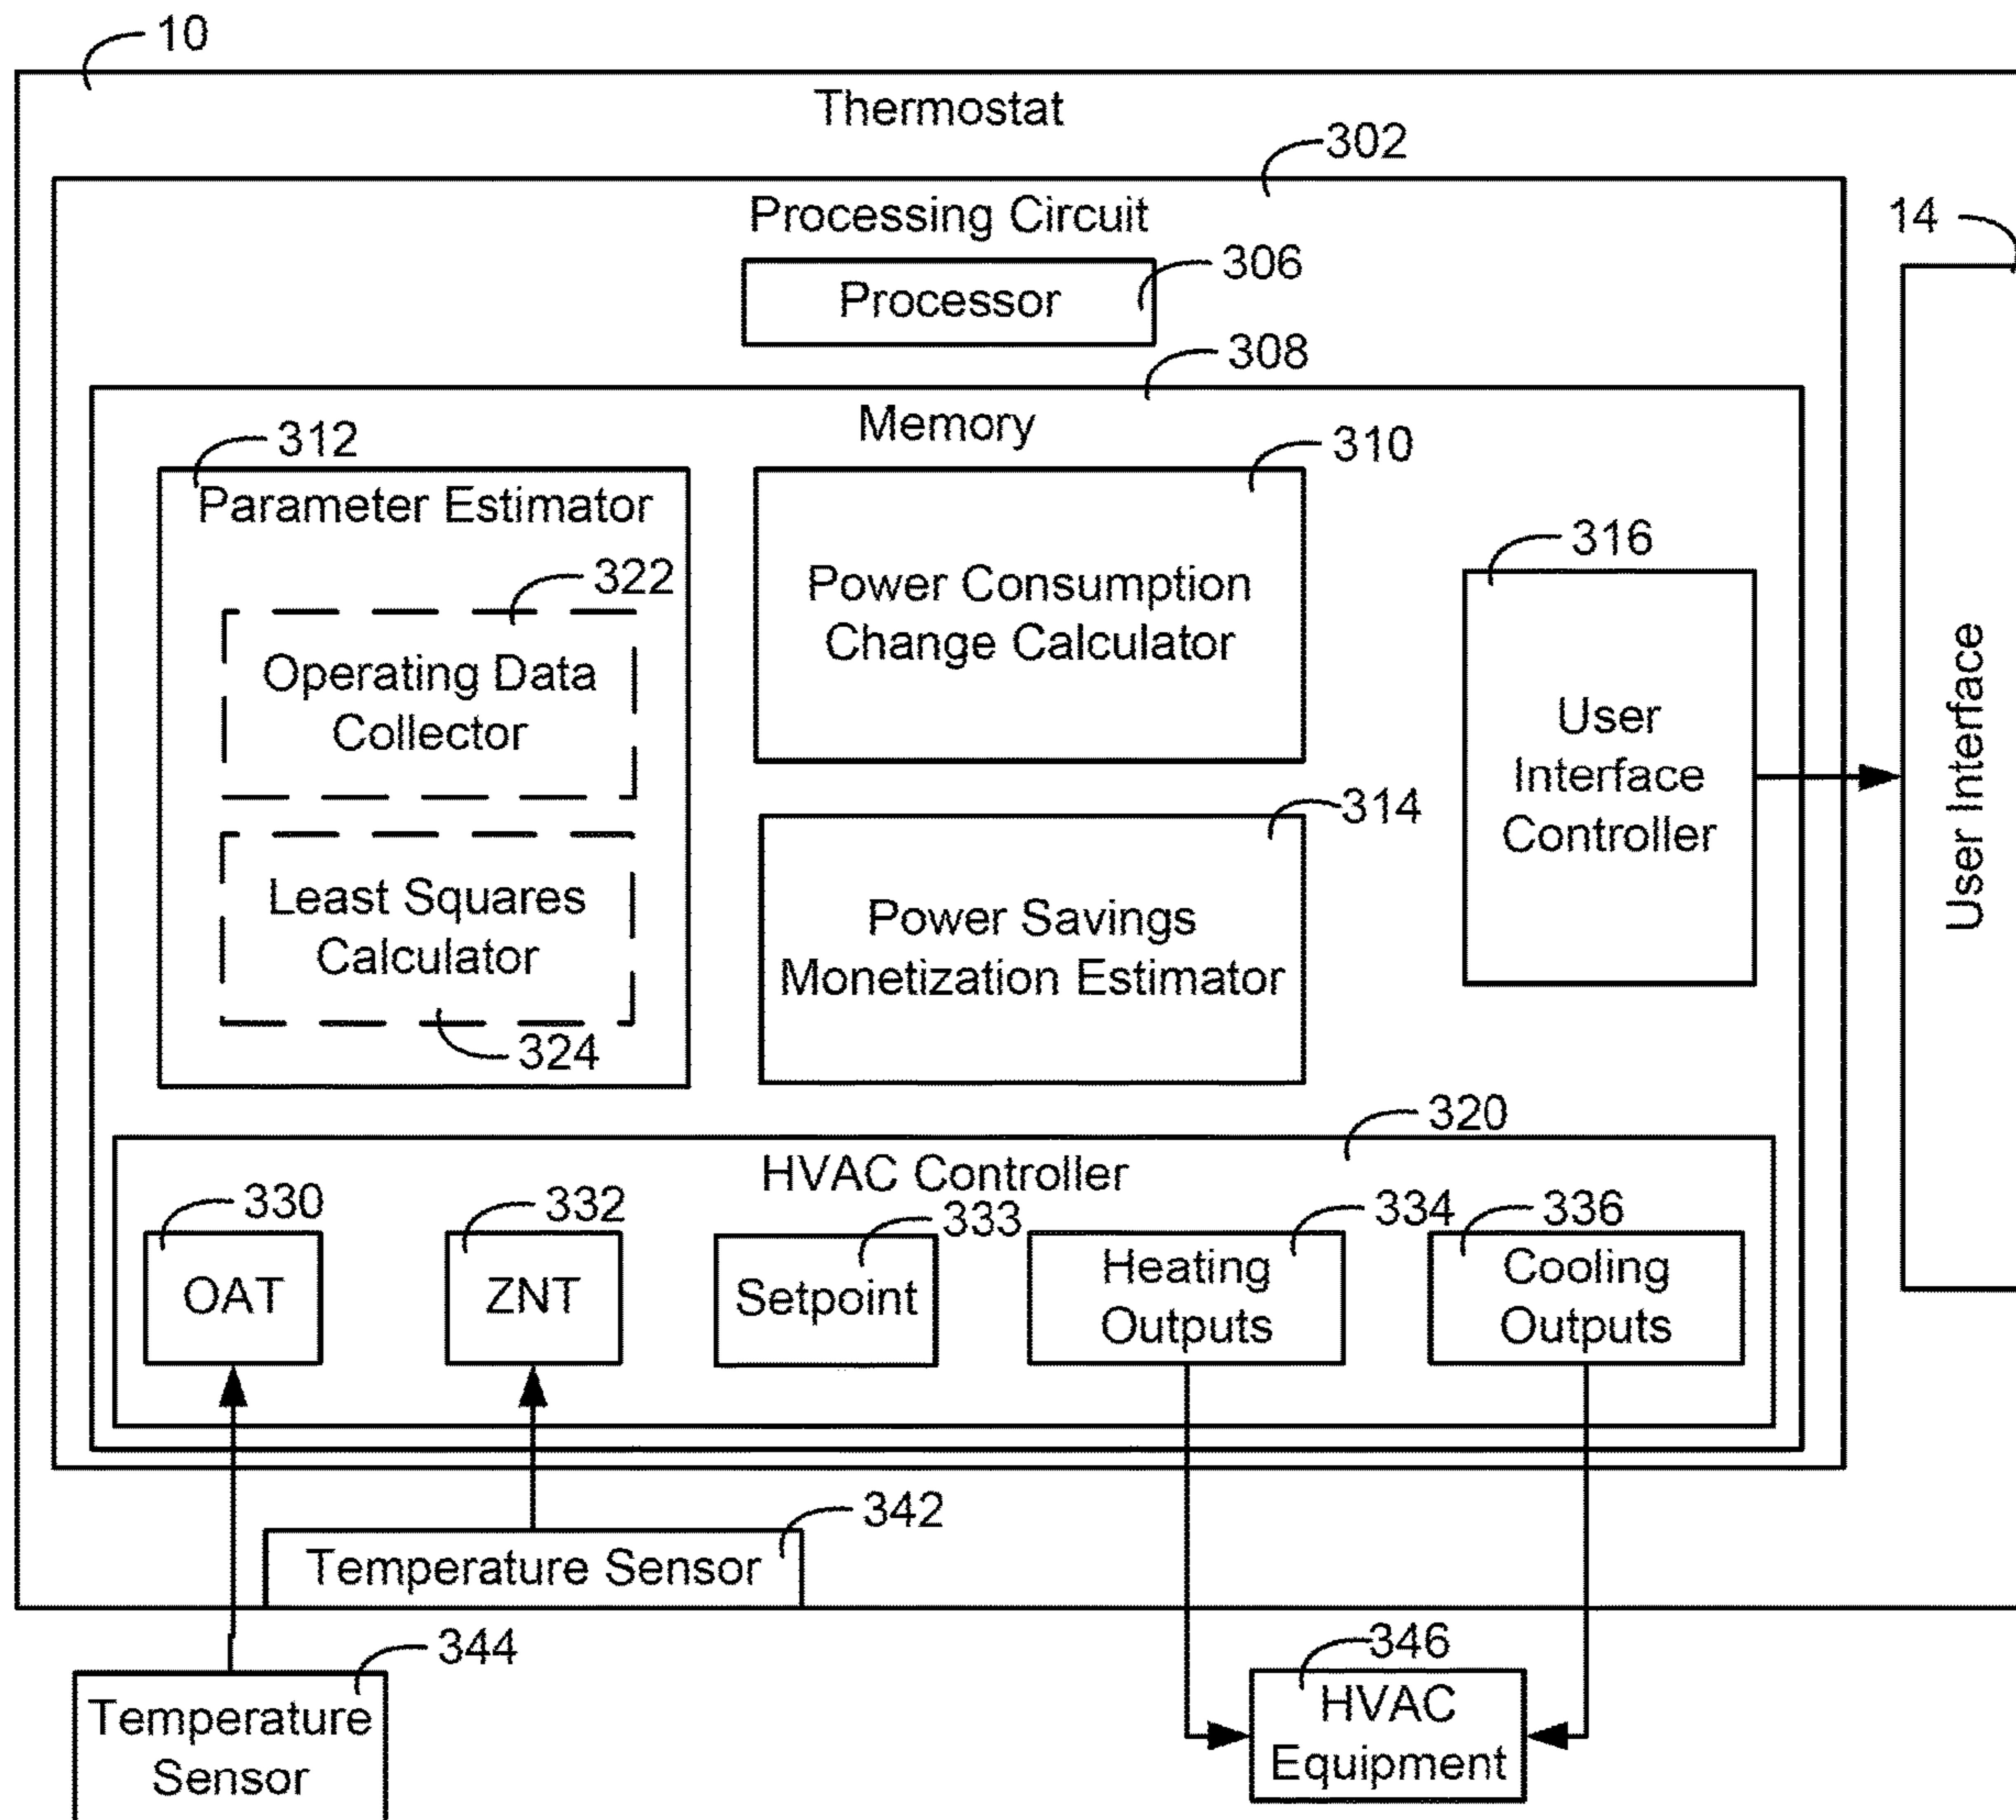 10
Thermostat
302
Processing Circuit
14
306
Processor
308
Memory
312
310
Parameter Estimator
322
Operating Data
Collector
Least Squares
Calculator
324
Power Consumption
Change Calculator
314
Power Savings
Monetization Estimator
316
User
Interface
Controller
User Interface
320
HVAC Controller
330
OAT
332
ZNT
333
Setpoint
334
Heating
Outputs
336
Cooling
Outputs
342
Temperature Sensor
344
Temperature
Sensor
346
HVAC
Equipment